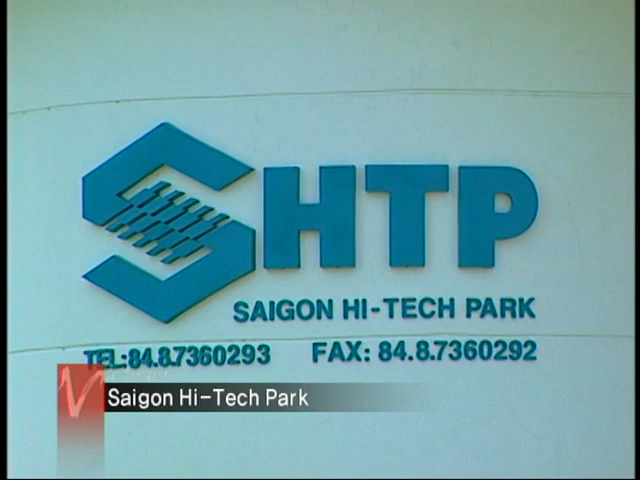 SHTP
SAIGON HI-TECH PARK
TEL:84.8.7360293 FAX: 84.8.7360292
Saigon Hi-Tech Park